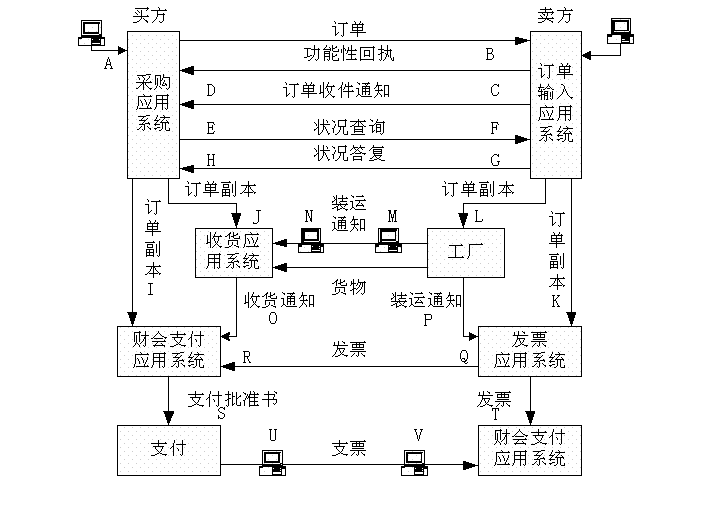 买方
卖方
订单
A
功能性回执
B
采购
应用
系统
订单
输入
应用
系统
D
订单收件通知
C
E
状况查询
F
H
状况答复
G
订单副本
订单副本
订单副本I
J
N
装运
通知
M
L
订单副本K
收货应
用系统
工厂
货物
收货通知
O
装运通知
P
财会支付
应用系统
R
发票
Q
发票
应用系统
支付批准书
S
发票
T
支付
U
支票
V
财会支付
应用系统